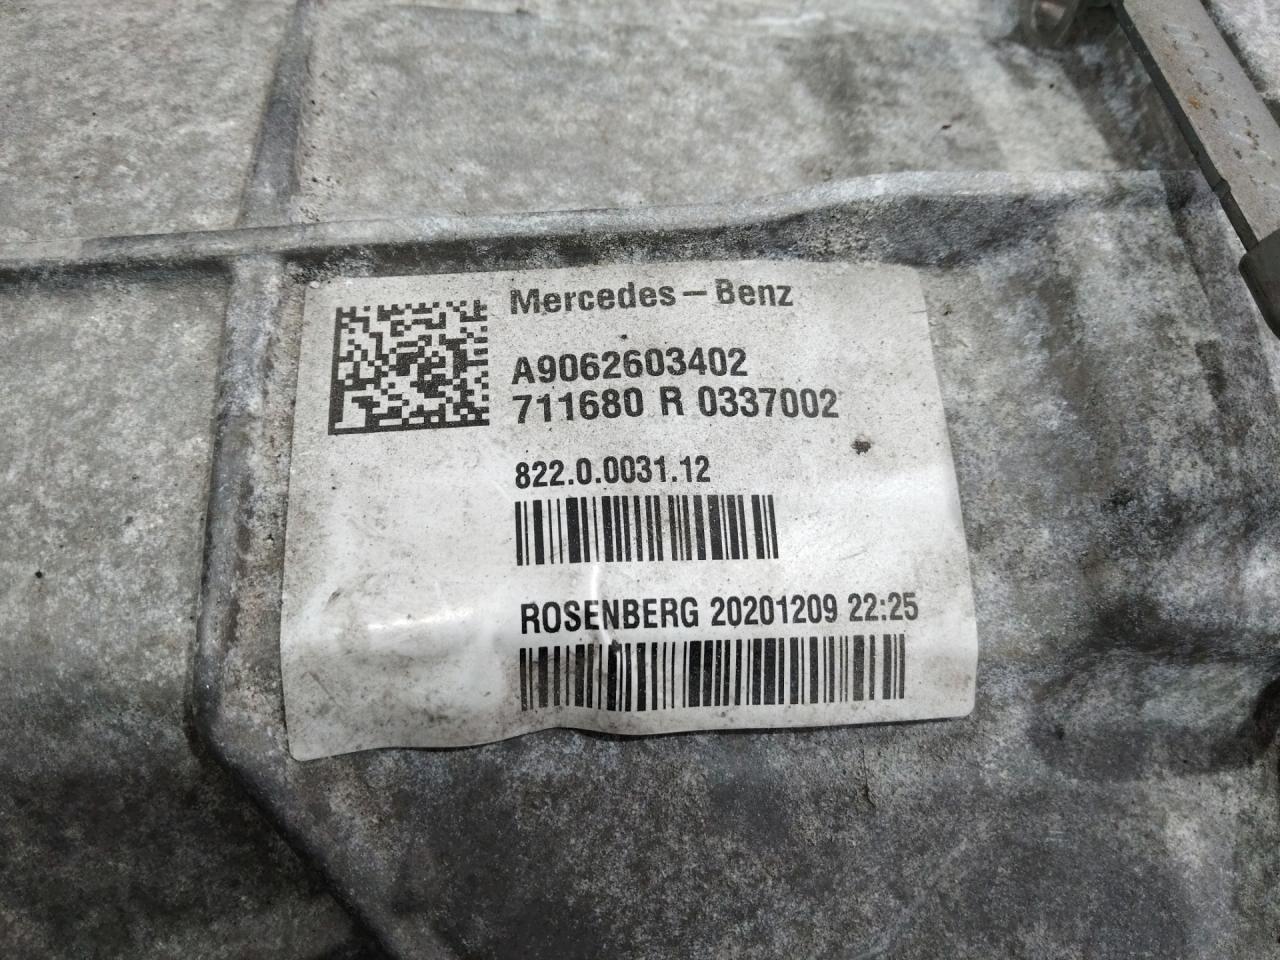 Mercedes-Benz
A9062603402
711680 R 0337002
822.0.0031.12
ROSENBERG 20201209 22:25